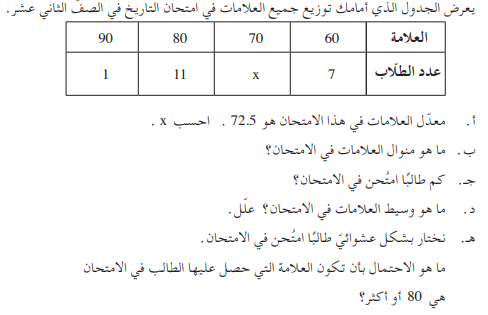 يعرض الجدول الذي أمامك توزيع جميع العلامات في امتحان التاريخ في الصفّ الثاني عشر.
العلامة 60 70 80 90
عدد الطلّاب 7 x 11 1
أ. معدّل العلامات في هذا الامتحان هو 72.5 . احسب x .
ب. ما هو منوال العلامات في الامتحان؟
جـ. كم طالبًا امتُحن في الامتحان؟
د. ما هو وسيط العلامات في الامتحان؟ علّل.
هـ. نختار بشكل عشوائيّ طالبًا امتُحن في الامتحان.
ما هو الاحتمال بأن تكون العلامة التي حصل عليها الطالب في الامتحان
هي 80 أو أكثر؟